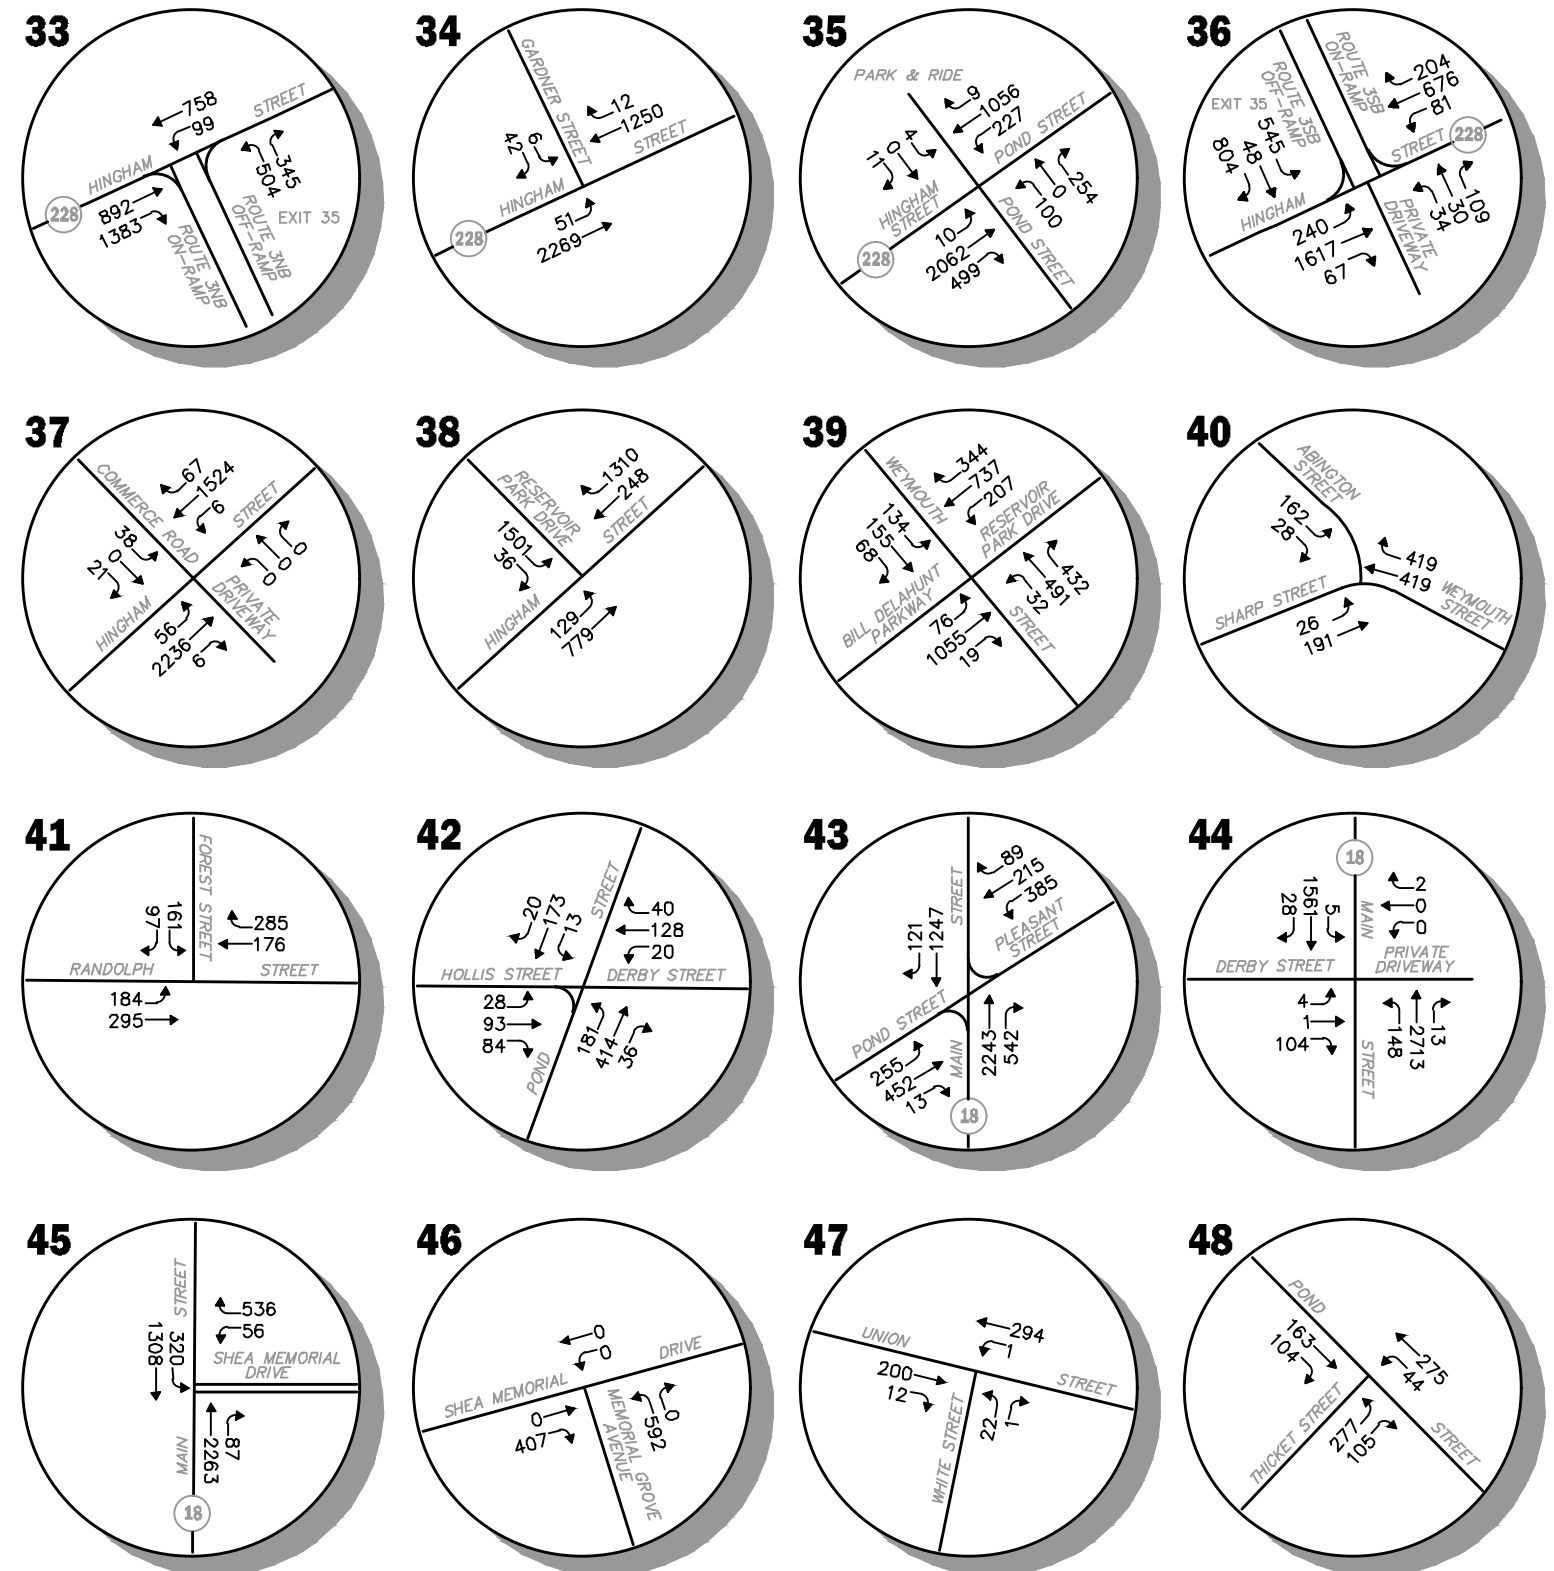 33
758
99
HINGHAM
STREET
228
892
1383
504
345
ROUTE 3NB
ON-RAMP
ROUTE 3NB
OFF-RAMP
EXIT 35
34
GARDNER STREET
12
1250
6
42
HINGHAM
STREET
228
51
2269
35
PARK & RIDE
9
1056
227
POND STREET
4
0
11
HINGHAM
STREET
228
254
0
100
10
2062
499
POND STREET
36
ROUTE 3SB
OFF-RAMP
ROUTE 3SB
ON-RAMP
EXIT 35
204
676
81
545
48
804
HINGHAM
STREET
228
240
1617
67
34
30
109
PRIVATE
DRIVEWAY
37
COMMERCE ROAD
67
1524
6
STREET
38
0
21
HINGHAM
0
0
0
56
2236
6
PRIVATE
DRIVEWAY
38
RESERVOIR
PARK DRIVE
1310
248
STREET
1501
36
HINGHAM
129
779
39
WEYMOUTH
344
737
207
RESERVOIR
PARK DRIVE
134
155
68
BILL DELAHUNT
PARKWAY
32
491
432
76
1055
19
STREET
40
ABINGTON
STREET
162
28
419
419
SHARP STREET
WEYMOUTH
STREET
26
191
41
FOREST STREET
97
161
285
176
RANDOLPH
STREET
184
295
42
20
173
13
STREET
40
128
20
HOLLIS STREET
DERBY STREET
28
93
84
POND
181
414
36
43
STREET
89
215
385
121
1247
PLEASANT
STREET
POND STREET
255
452
13
MAIN
2243
542
18
44
18
28
1561
5
MAIN
2
0
0
DERBY STREET
PRIVATE
DRIVEWAY
4
1
104
STREET
148
2713
13
45
STREET
1308
320
536
56
SHEA MEMORIAL
DRIVE
MAIN
2263
87
18
46
0
0
SHEA MEMORIAL
DRIVE
0
407
592
0
MEMORIAL GROVE
AVENUE
47
UNION
294
1
200
12
STREET
WHITE STREET
22
1
48
POND
163
104
275
44
THICKET STREET
277
105
STREET